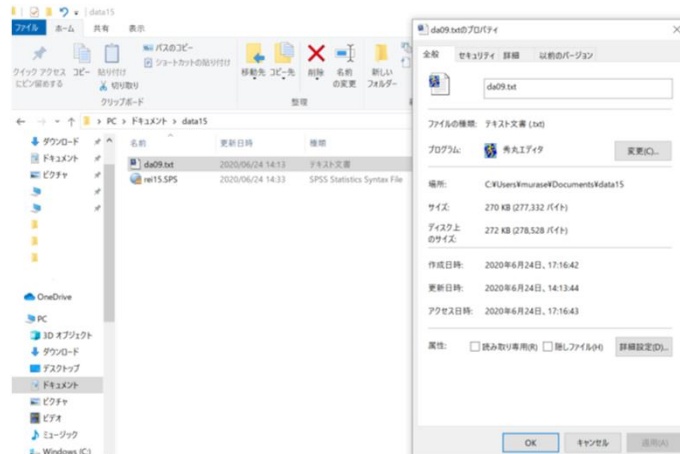 data15
ファイル ホーム 共有 表示
クイック アクセス
にピン留めする
コピー
貼り付け
パスのコピー
ショートカットの貼り付け
切り取り
クリップボード
移動先
コピー先
削除
名前
の変更
整理
新しい
フォルダー
PC > ドキュメント > data15
名前 更新日時 種類
da09.txt 2020/06/24 14:13 テキスト文書
rei15.SPS 2020/06/24 14:33 SPSS Statistics Syntax File
ダウンロード
ドキュメント
ピクチャ
OneDrive
PC
3D オブジェクト
ダウンロード
デスクトップ
ドキュメント
ピクチャ
ビデオ
ミュージック
Windows (C:)
da09.txtのプロパティ
全般 セキュリティ 詳細 以前のバージョン
da09.txt
ファイルの種類: テキスト文書 (.txt)
プログラム: 秀丸エディタ 変更(C)...
場所: C:¥Users¥murase¥Documents¥data15
サイズ: 270 KB (277,332 バイト)
ディスク上
のサイズ: 272 KB (278,528 バイト)
作成日時: 2020年6月24日、17:16:42
更新日時: 2020年6月24日、14:13:44
アクセス日時: 2020年6月24日、17:16:43
属性: 読み取り専用(R) 隠しファイル(H) 詳細設定(D)...
OK キャンセル 適用(A)